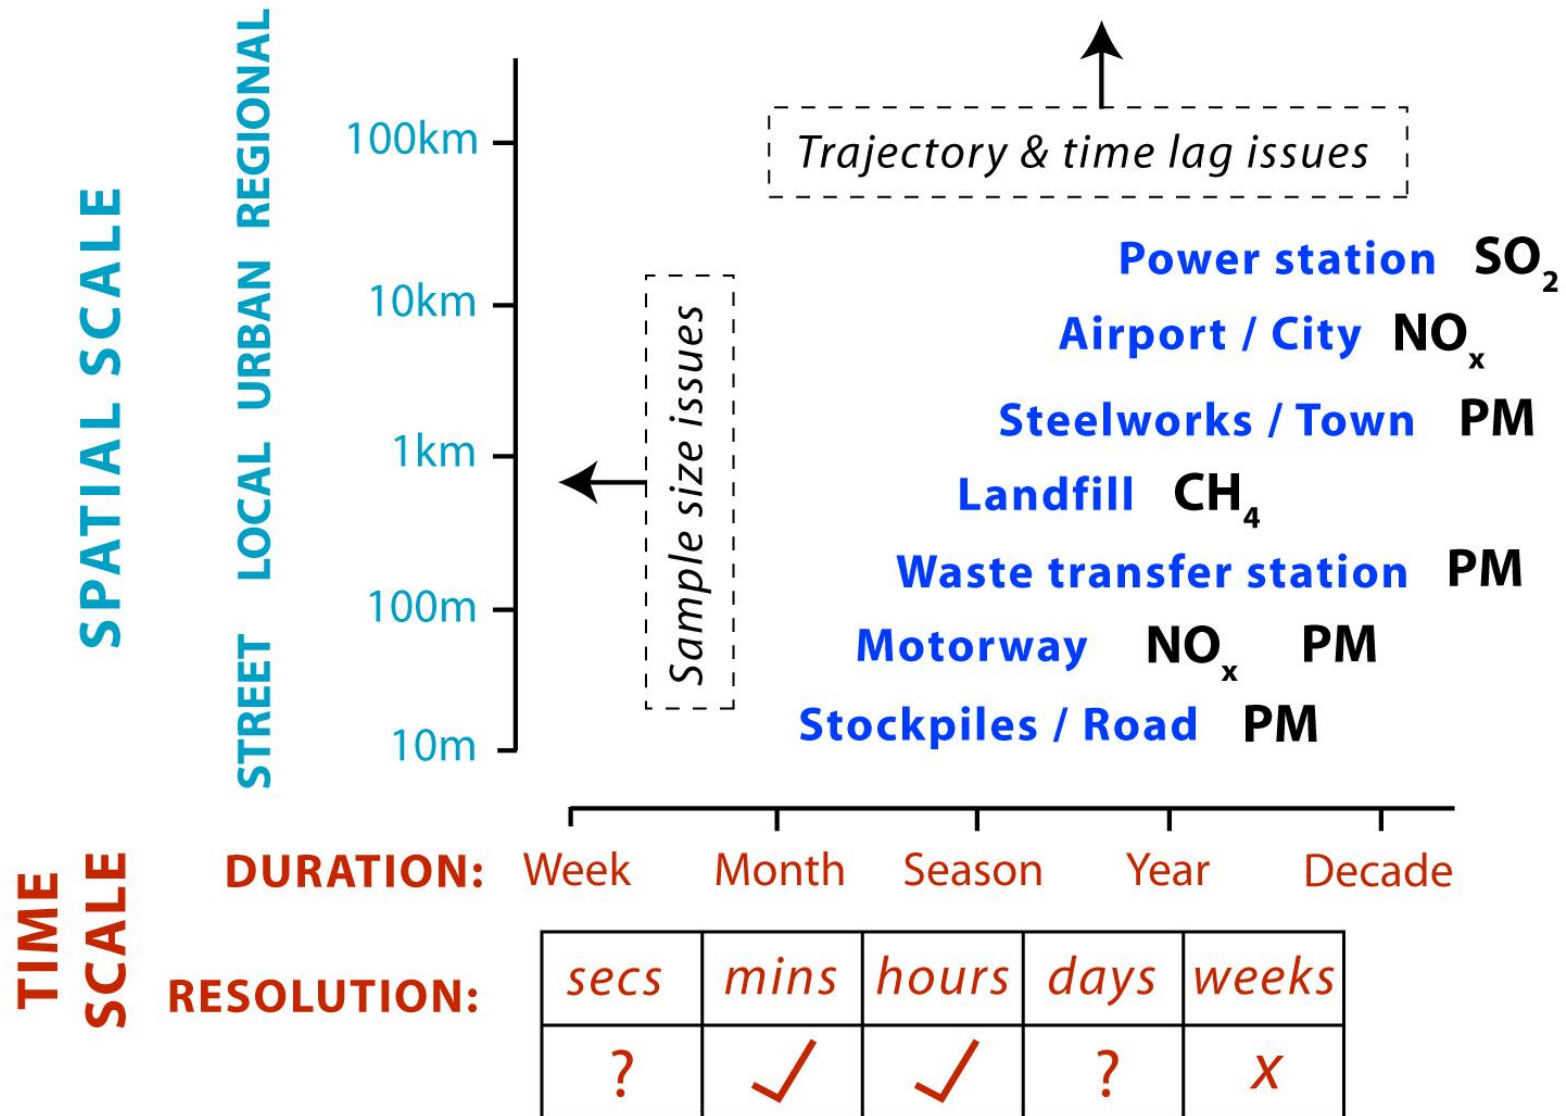 SPATIAL SCALE
STREET LOCAL URBAN REGIONAL
100km
10km
1km
100m
10m
Trajectory & time lag issues
Sample size issues
Power station SO₂
Airport / City NOₓ
Steelworks / Town PM
Landfill CH₄
Waste transfer station PM
Motorway NOₓ PM
Stockpiles / Road PM
TIME
SCALE
DURATION: Week Month Season Year Decade
RESOLUTION: secs mins hours days weeks
? ✓ ✓ ? x